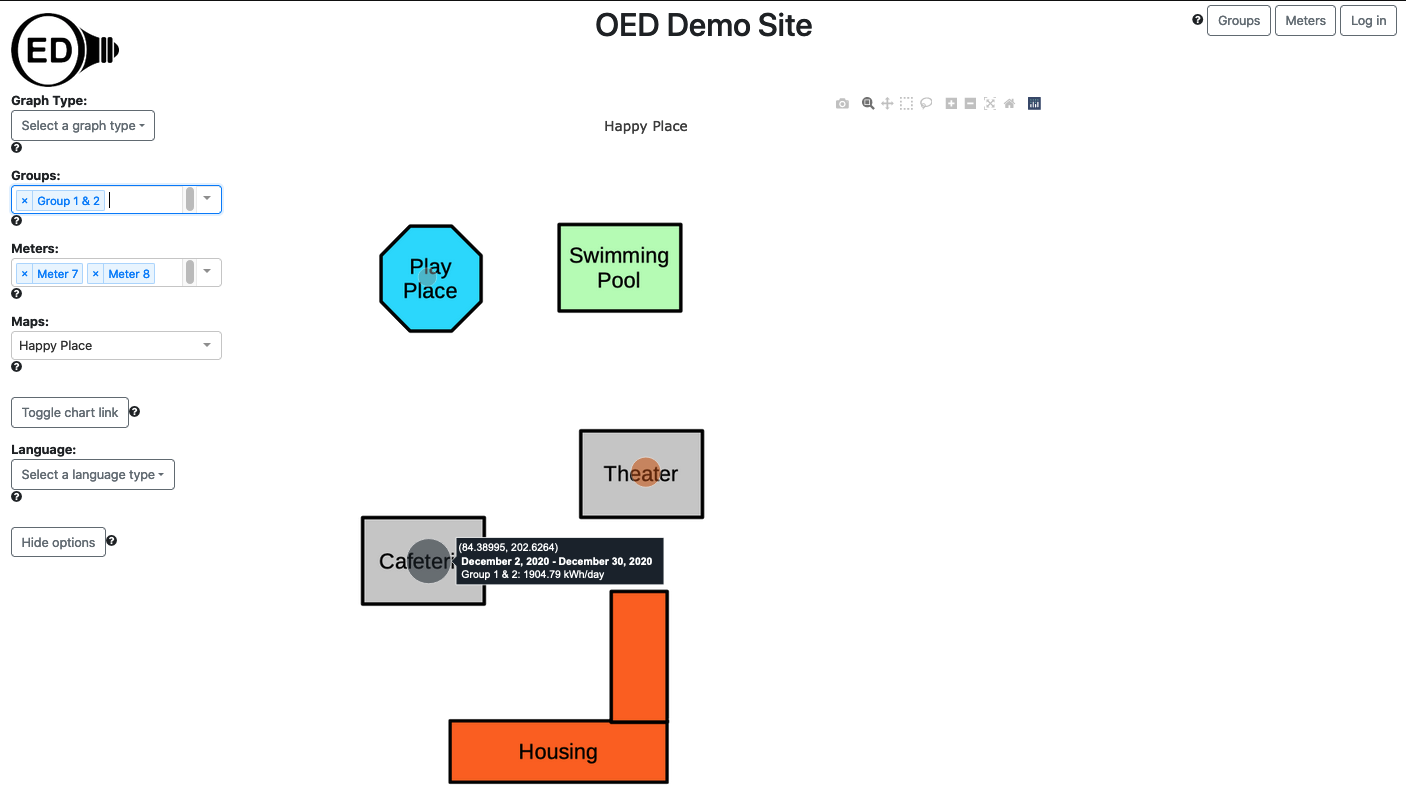 ED
OED Demo Site
Groups
Meters
Log in
Graph Type:
Select a graph type
Groups:
× Group 1 & 2
Meters:
× Meter 7 × Meter 8
Maps:
Happy Place
Toggle chart link
Language:
Select a language type
Hide options
Happy Place
Play
Place
Swimming
Pool
Theater
Cafeteri
(84.38995, 202.6264)
December 2, 2020 - December 30, 2020
Group 1 & 2: 1904.79 kWh/day
Housing